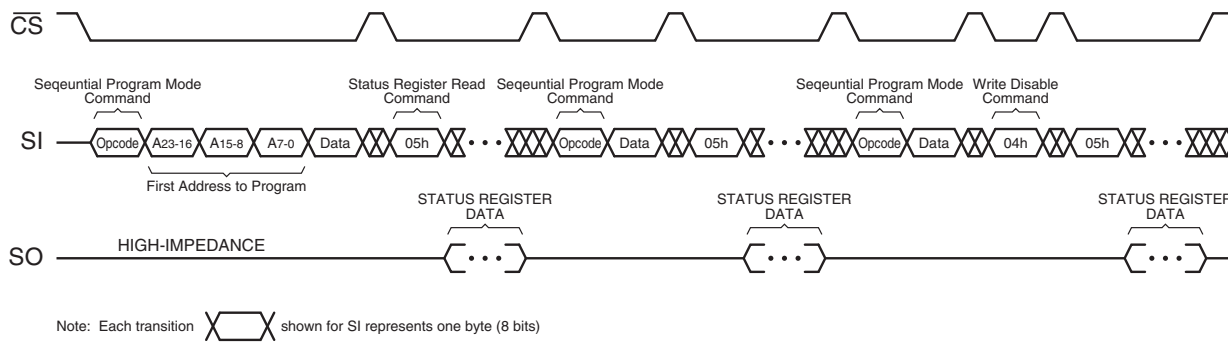 CS
Seqeuntial Program Mode
Command
Status Register Read
Command
Seqeuntial Program Mode
Command
Seqeuntial Program Mode
Command
Write Disable
Command
SI
Opcode
A23-16
A15-8
A7-0
Data
05h
Opcode
Data
05h
Opcode
Data
04h
05h
First Address to Program
STATUS REGISTER
DATA
STATUS REGISTER
DATA
STATUS REGISTER
DATA
SO
HIGH-IMPEDANCE
Note: Each transition shown for SI represents one byte (8 bits)